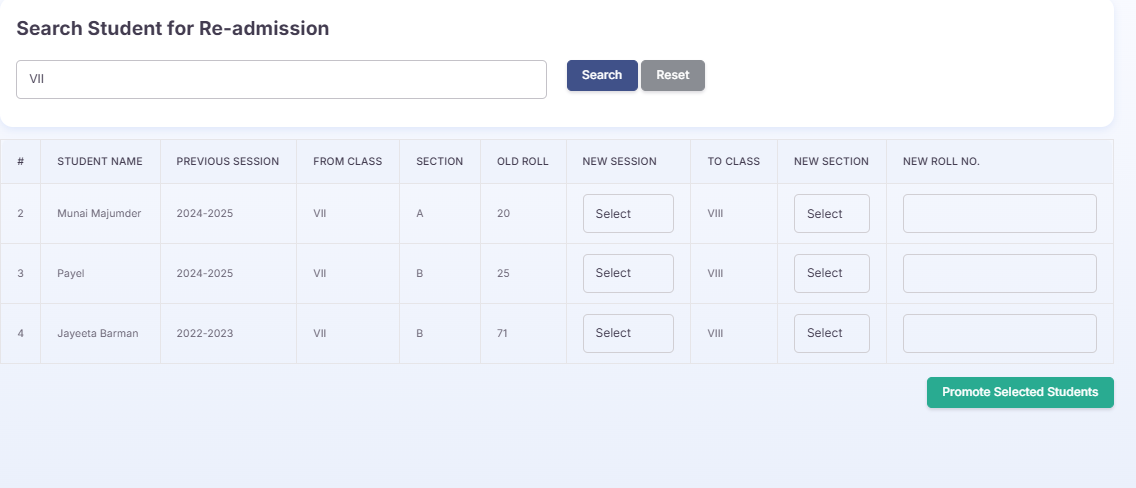 Search Student for Re-admission
VII
Search Reset
# STUDENT NAME PREVIOUS SESSION FROM CLASS SECTION OLD ROLL NEW SESSION TO CLASS NEW SECTION NEW ROLL NO.
2 Munai Majumder 2024-2025 VII A 20 Select VIII Select
3 Payel 2024-2025 VII B 25 Select VIII Select
4 Jayeeta Barman 2022-2023 VII B 71 Select VIII Select
Promote Selected Students